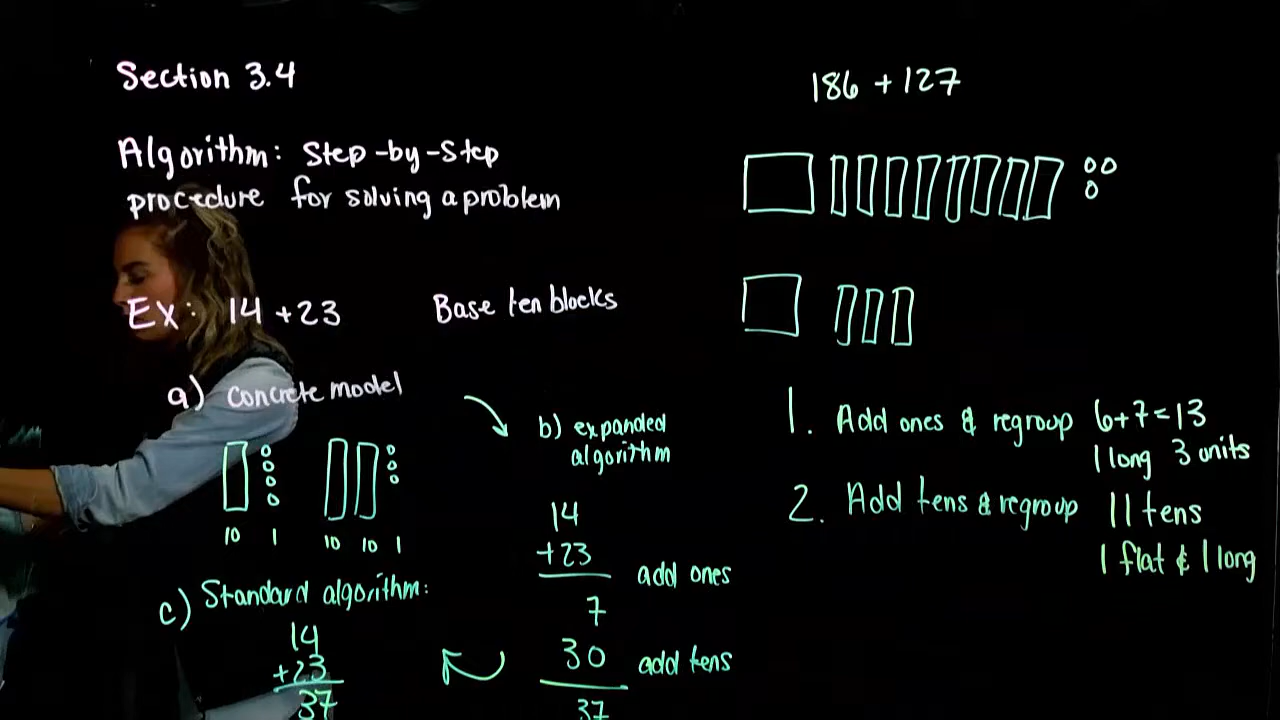 Section 3.4
Algorithm: Step-by-Step
procedure for solving a problem
Ex: 14 + 23
Base ten blocks
a) concrete model
10 1 10 10 1
b) expanded
algorithm
14
+23
7 add ones
30 add tens
37
c) Standard algorithm:
14
+23
37
186 + 127
1. Add ones & regroup 6+7=13
1 long 3 units
2. Add tens & regroup 11 tens
1 flat & 1 long